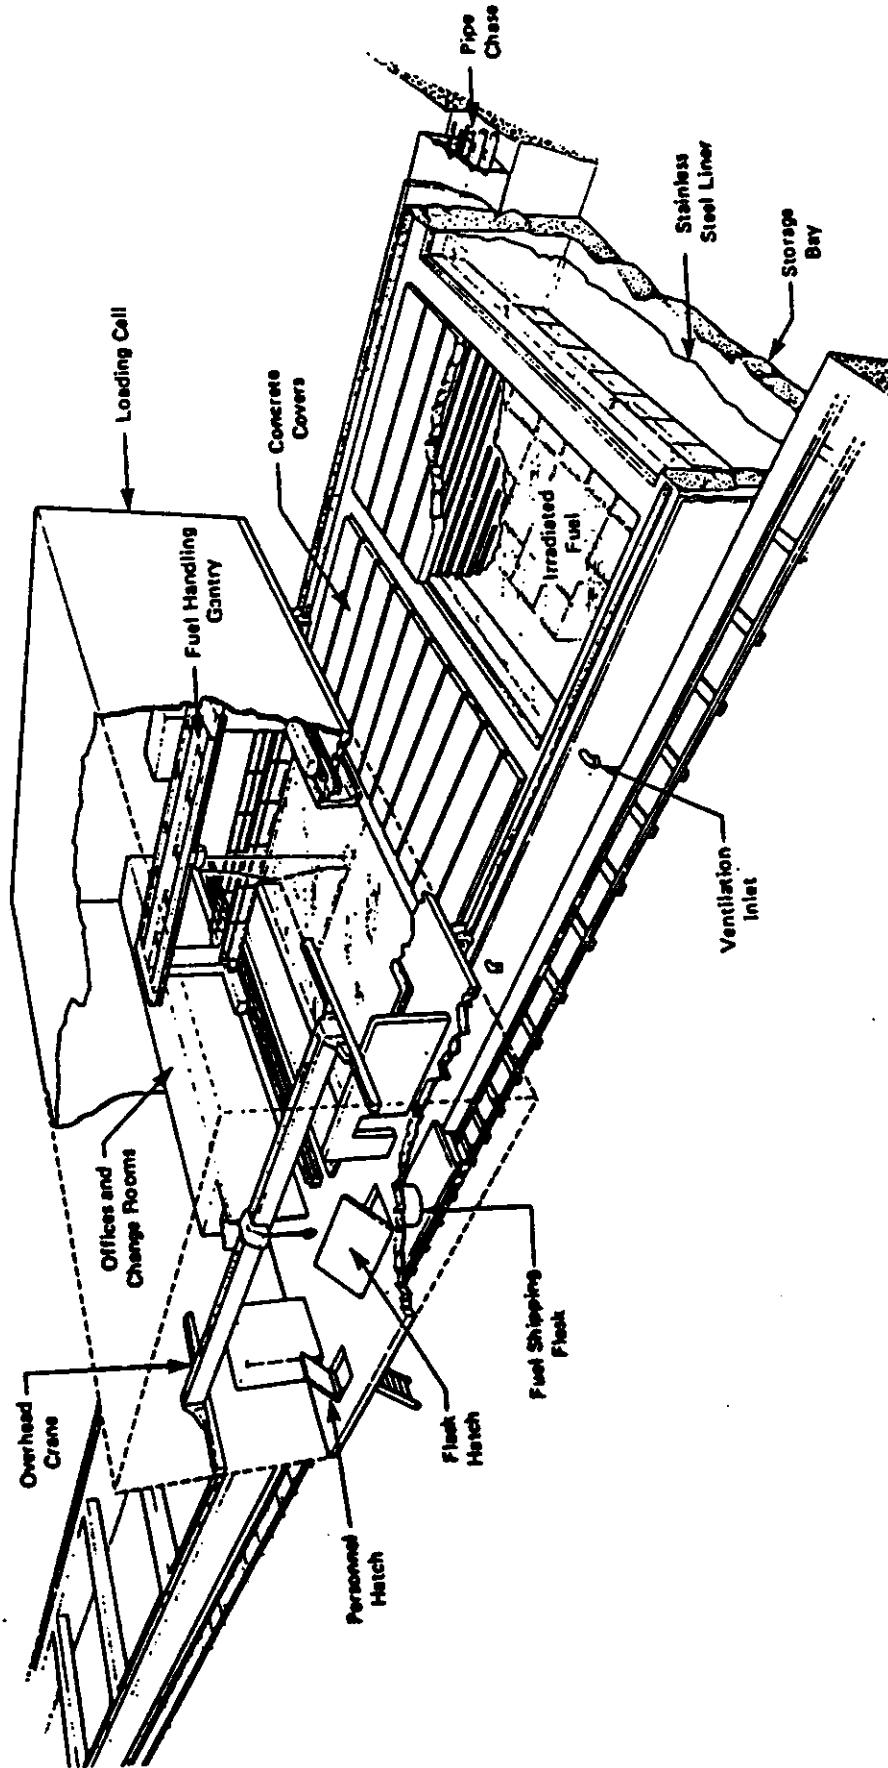 Overhead
Crane
Offices and
Change Rooms
Loading Cell
Fuel Handling
Gantry
Concrete
Covers
Personnel
Hatch
Flask
Hatch
Pipe
Chase
Fuel Shipping
Flask
Irradiated
Fuel
Stainless
Steel Liner
Ventilation
Inlet
Storage
Bay